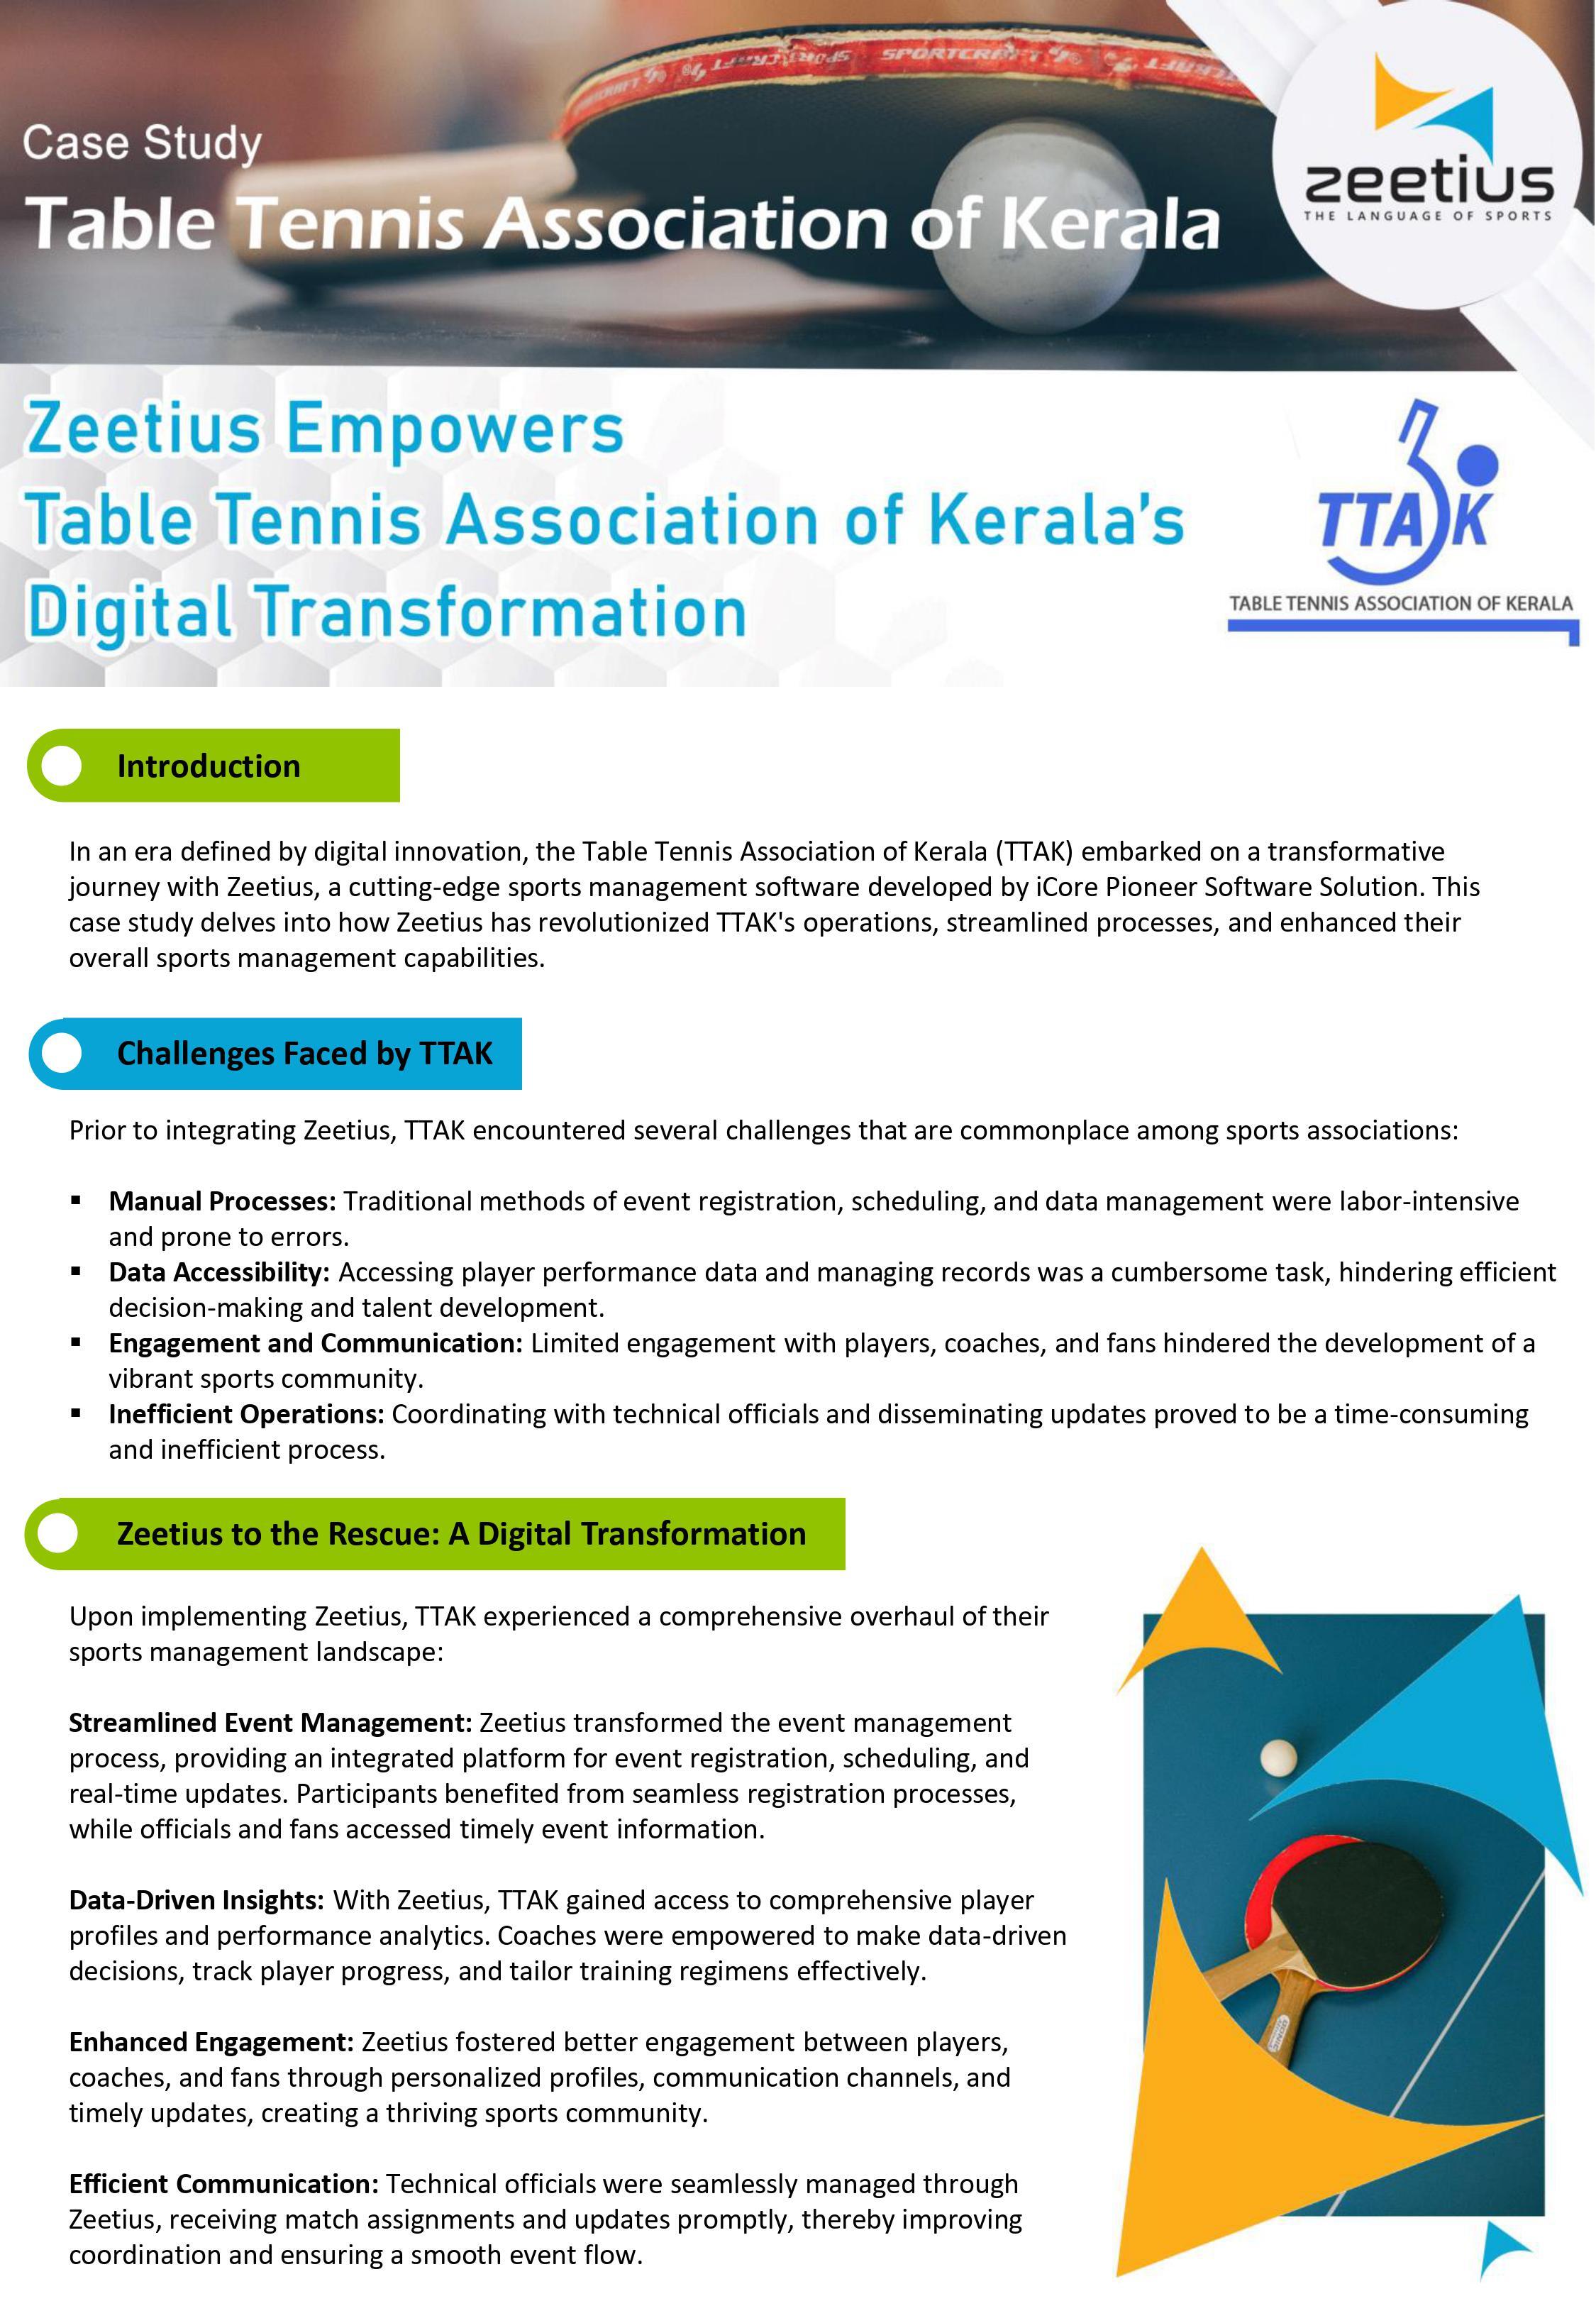 SPORTCRAFT
Case Study
Table Tennis Association of Kerala
zeetius
THE LANGUAGE OF SPORTS
Zeetius Empowers
Table Tennis Association of Kerala’s
Digital Transformation
TTAK
TABLE TENNIS ASSOCIATION OF KERALA
Introduction
In an era defined by digital innovation, the Table Tennis Association of Kerala (TTAK) embarked on a transformative
journey with Zeetius, a cutting-edge sports management software developed by iCore Pioneer Software Solution. This
case study delves into how Zeetius has revolutionized TTAK's operations, streamlined processes, and enhanced their
overall sports management capabilities.
Challenges Faced by TTAK
Prior to integrating Zeetius, TTAK encountered several challenges that are commonplace among sports associations:
▪ Manual Processes: Traditional methods of event registration, scheduling, and data management were labor-intensive
and prone to errors.
▪ Data Accessibility: Accessing player performance data and managing records was a cumbersome task, hindering efficient
decision-making and talent development.
▪ Engagement and Communication: Limited engagement with players, coaches, and fans hindered the development of a
vibrant sports community.
▪ Inefficient Operations: Coordinating with technical officials and disseminating updates proved to be a time-consuming
and inefficient process.
Zeetius to the Rescue: A Digital Transformation
Upon implementing Zeetius, TTAK experienced a comprehensive overhaul of their
sports management landscape:
Streamlined Event Management: Zeetius transformed the event management
process, providing an integrated platform for event registration, scheduling, and
real-time updates. Participants benefited from seamless registration processes,
while officials and fans accessed timely event information.
Data-Driven Insights: With Zeetius, TTAK gained access to comprehensive player
profiles and performance analytics. Coaches were empowered to make data-driven
decisions, track player progress, and tailor training regimens effectively.
Enhanced Engagement: Zeetius fostered better engagement between players,
coaches, and fans through personalized profiles, communication channels, and
timely updates, creating a thriving sports community.
Efficient Communication: Technical officials were seamlessly managed through
Zeetius, receiving match assignments and updates promptly, thereby improving
coordination and ensuring a smooth event flow.